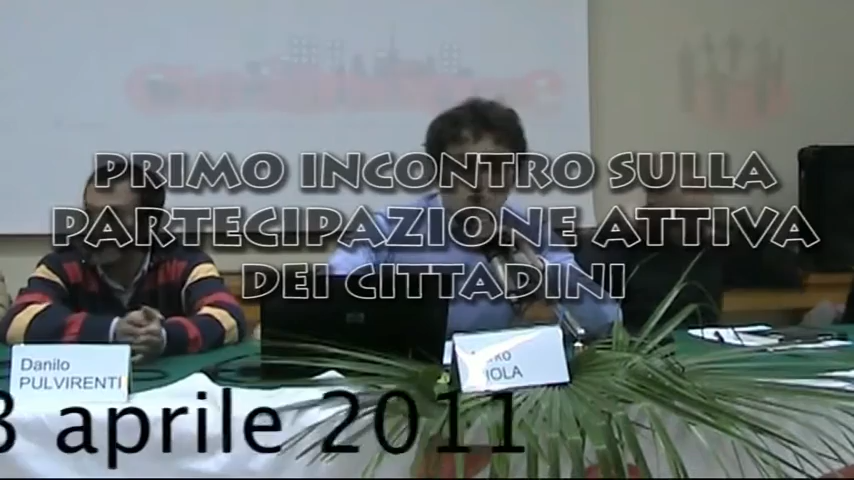 PRIMO INCONTRO SULLA
PARTECIPAZIONE ATTIVA
DEI CITTADINI
Danilo
PULVIRENTI
aprile 2011